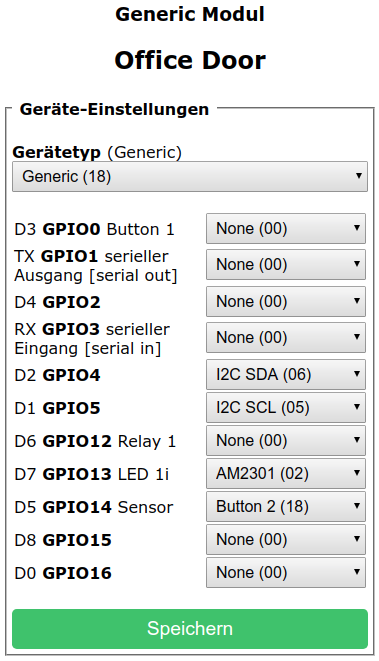 Generic Modul
Office Door
Geräte-Einstellungen
Gerätetyp (Generic)
Generic (18)
D3 GPIO0 Button 1 None (00)
TX GPIO1 serieller
Ausgang [serial out] None (00)
D4 GPIO2 None (00)
RX GPIO3 serieller
Eingang [serial in] None (00)
D2 GPIO4 I2C SDA (06)
D1 GPIO5 I2C SCL (05)
D6 GPIO12 Relay 1 None (00)
D7 GPIO13 LED 1i AM2301 (02)
D5 GPIO14 Sensor Button 2 (18)
D8 GPIO15 None (00)
D0 GPIO16 None (00)
Speichern